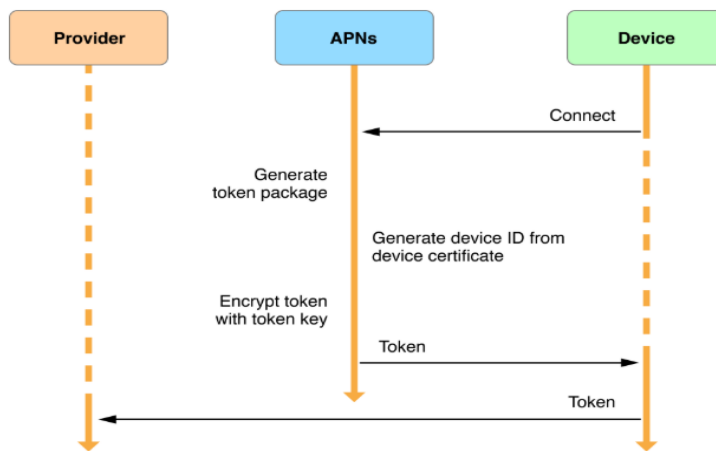 Provider
APNs
Device
Connect
Generate
token package
Generate device ID from
device certificate
Encrypt token
with token key
Token
Token